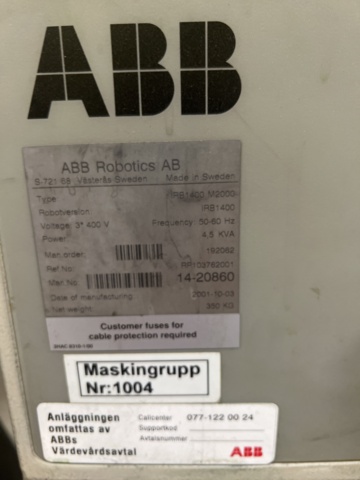 ABB
ABB Robotics AB
S-721 68 Västerås Sweden Made in Sweden
Type: IRB1400 M2000
Robotversion: IRB1400
Voltage: 3* 400 V Frequency: 50-60 Hz
Power: 4.5 KVA
Man.order: 192062
Ref No:
Man.No: 14-20860
Date of manufacturing 2001-10-03
Net weight: 350 KG
Customer fuses for
cable protection required
Maskingrupp
Nr:1004
Anläggningen
omfattas av
ABBs
Värdevårdsavtal
Callcenter 077-122 00 24
Supportkod
Avtalsnummer
ABB